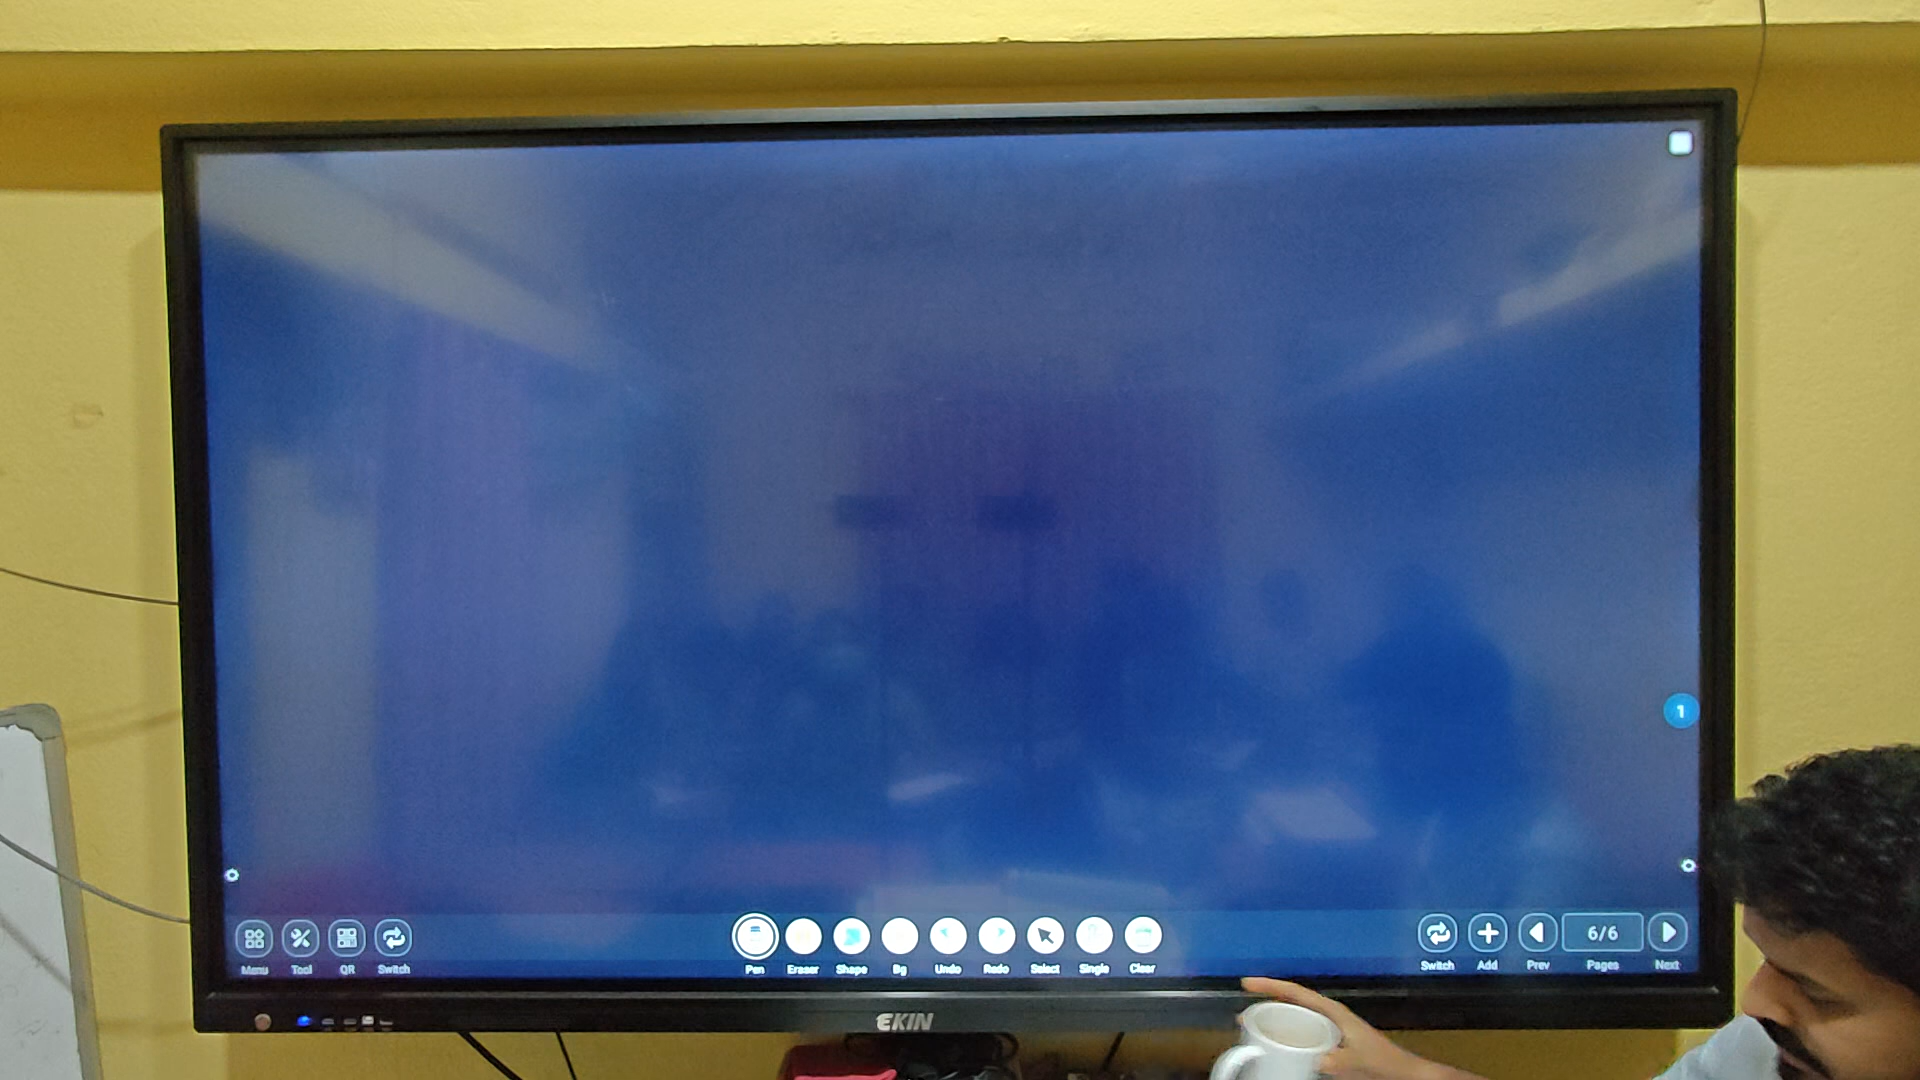 1
Menu Tool QR Switch Pen Eraser Shape Bg Undo Redo Select Single Clear Switch Add Prev 6/6 Pages Next
EKIN